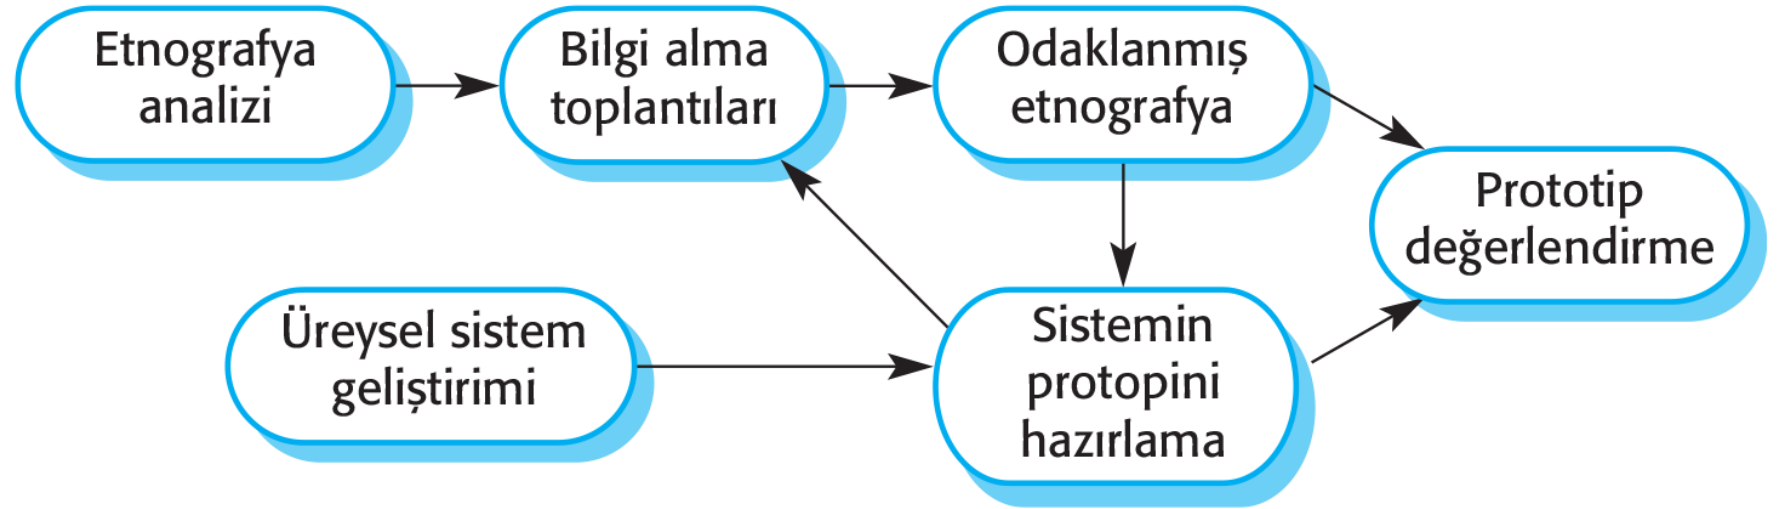 Etnografya
analizi
Bilgi alma
toplantıları
Odaklanmış
etnografya
Prototip
değerlendirme
Üreysel sistem
geliştirimi
Sistemin
protopini
hazırlama